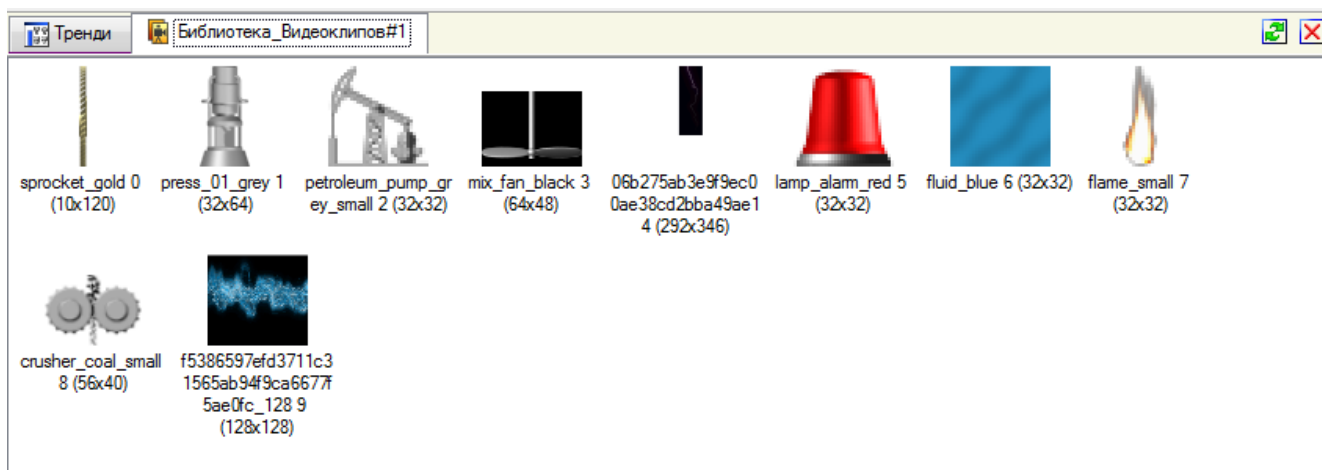 Тренди
Библиотека_Видеоклипов#1
sprocket_gold 0
(10x120)
press_01_grey 1
(32x64)
petroleum_pump_gr
ey_small 2 (32x32)
mix_fan_black 3
(64x48)
06b275ab3e9f9ec0
0ae38cd2bba49ae1
4 (292x346)
lamp_alarm_red 5
(32x32)
fluid_blue 6 (32x32)
flame_small 7
(32x32)
crusher_coal_small
8 (56x40)
f5386597efd3711c3
1565ab94f9ca6677f
5ae0fc_128 9
(128x128)